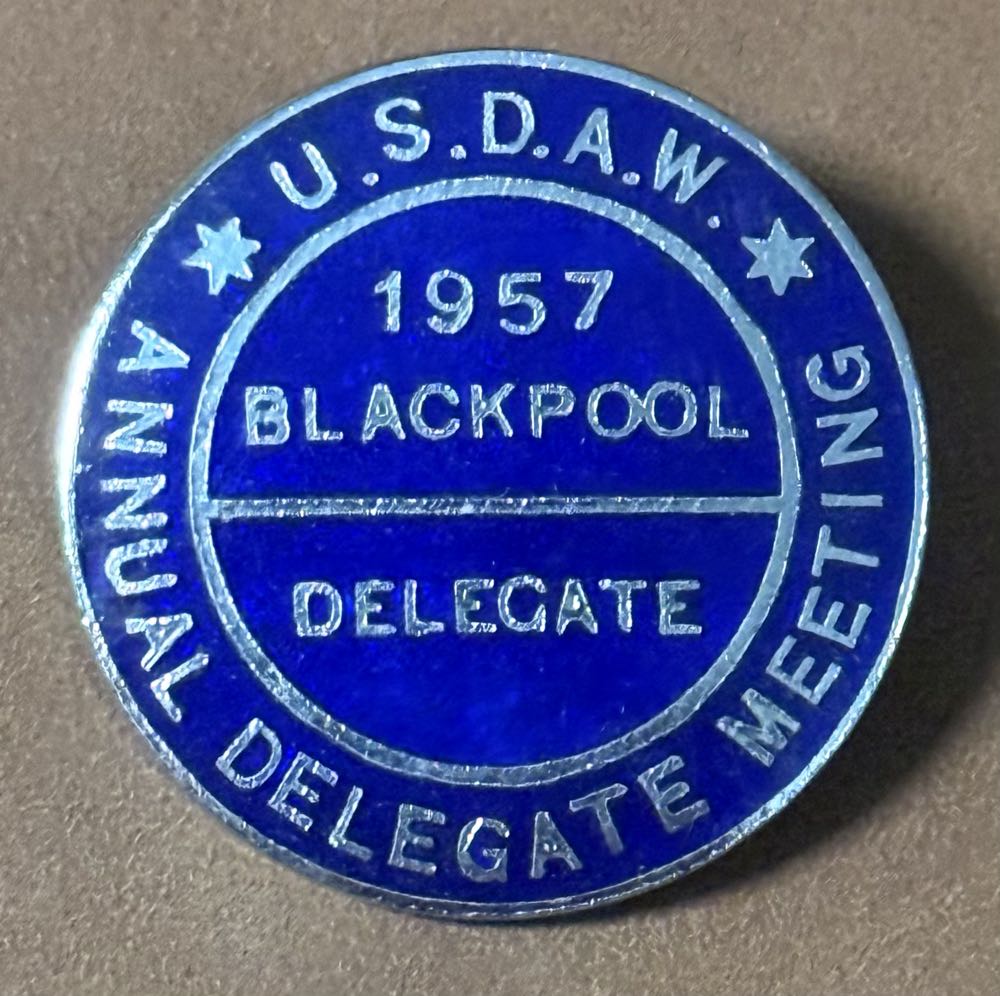 U.S.D.A.W.
1957
BLACKPOOL
DELEGATE
ANNUAL DELEGATE MEETING